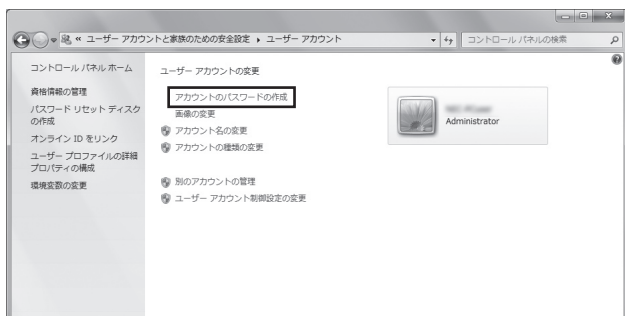 « ユーザー アカウントと家族のための安全設定 ▸ ユーザー アカウント
コントロール パネルの検索
コントロール パネル ホーム
資格情報の管理
パスワード リセット ディスク
の作成
オンライン ID をリンク
ユーザー プロファイルの詳細
プロパティの構成
環境変数の変更
ユーザー アカウントの変更
アカウントのパスワードの作成
画像の変更
アカウント名の変更
アカウントの種類の変更
別のアカウントの管理
ユーザー アカウント制御設定の変更
Administrator